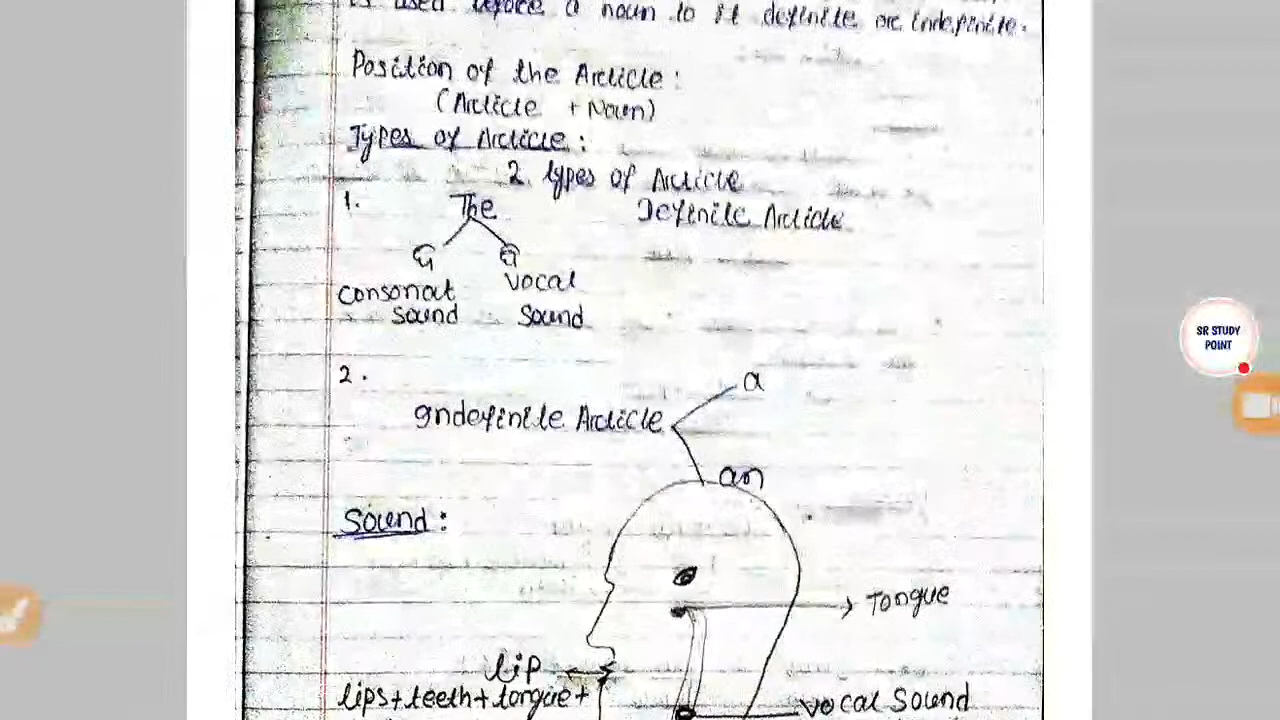 is used before a noun to it definite or indefinite.
Position of the Article:
(Article + Noun)
Types of Article:
2. types of Article
1. The Definite Article
consonat vocal
sound sound
2.
a
Indefinite Article
an
Sound:
Tongue
lip
lips+teeth+tongue+
vocal sound
SR STUDY
POINT